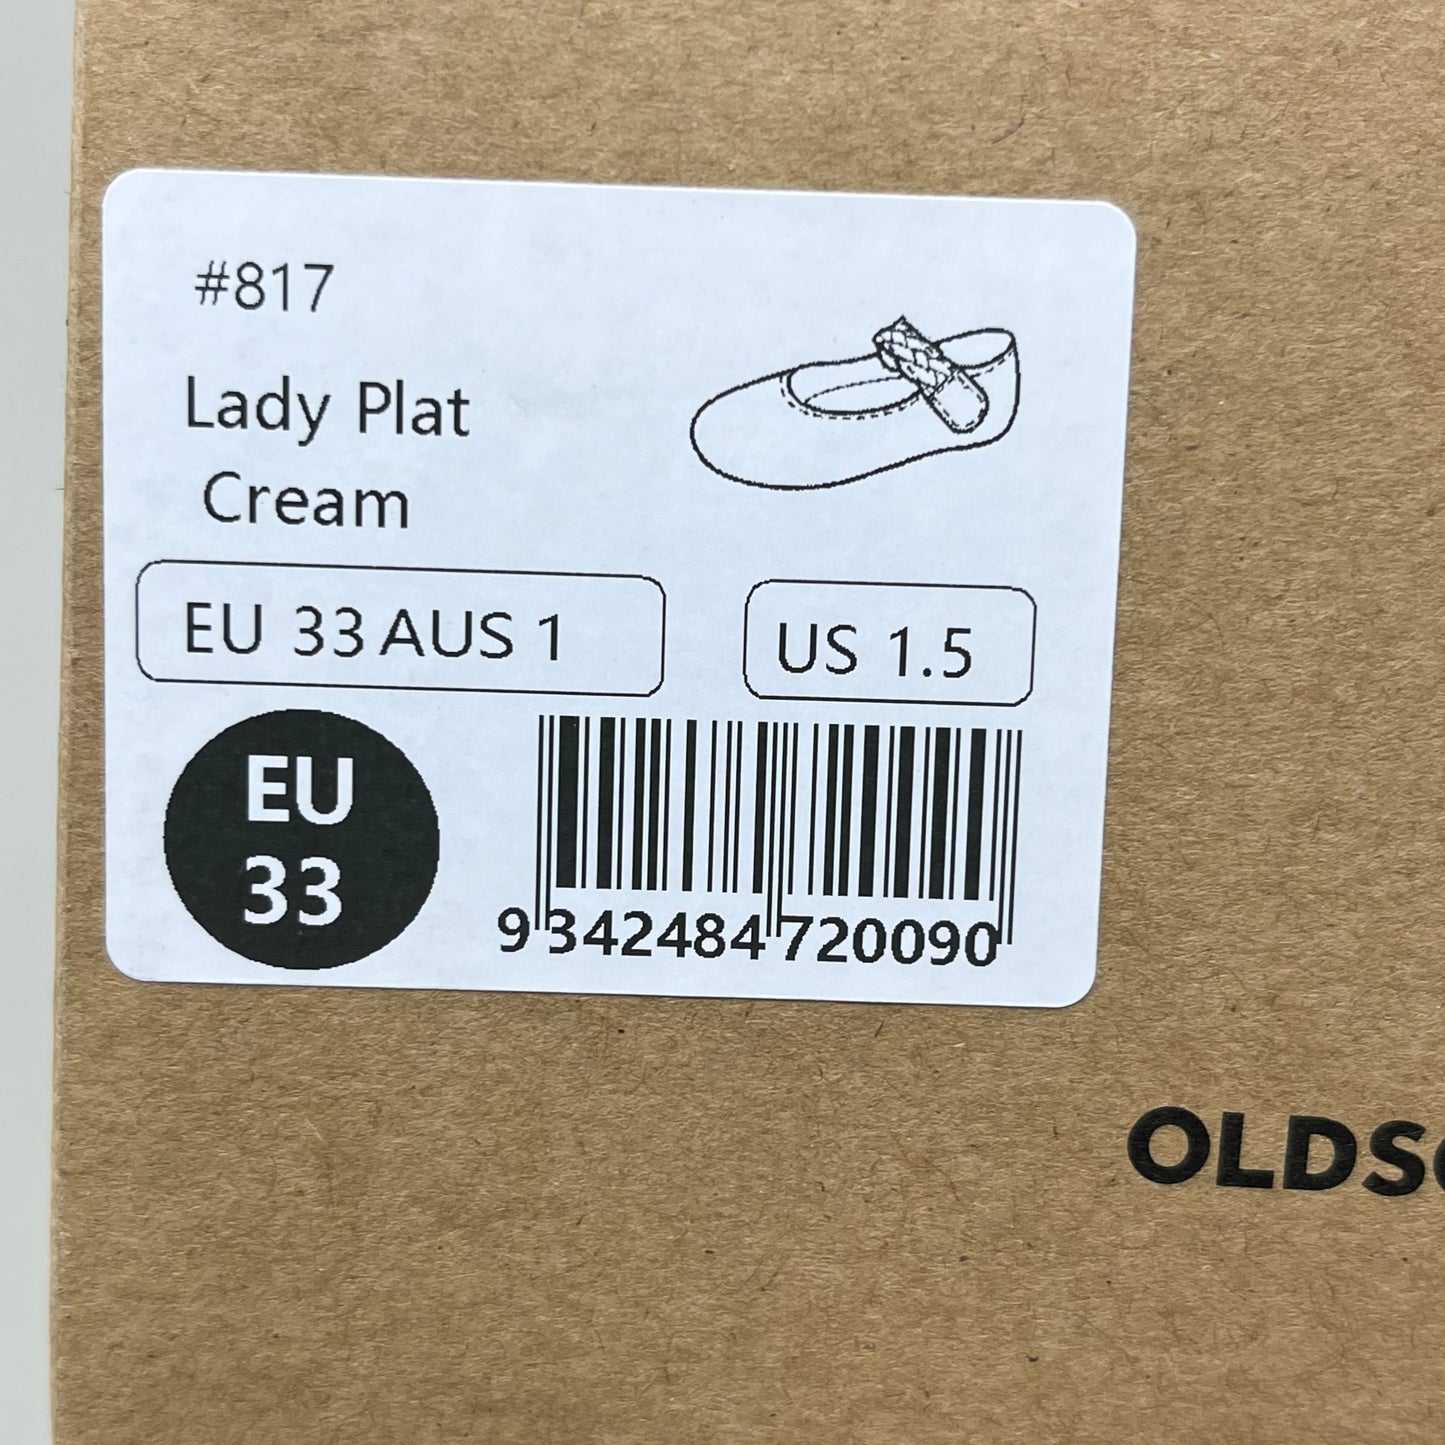 #817
Lady Plat
Cream
EU 33 AUS 1
US 1.5
EU
33
9 342484 720090